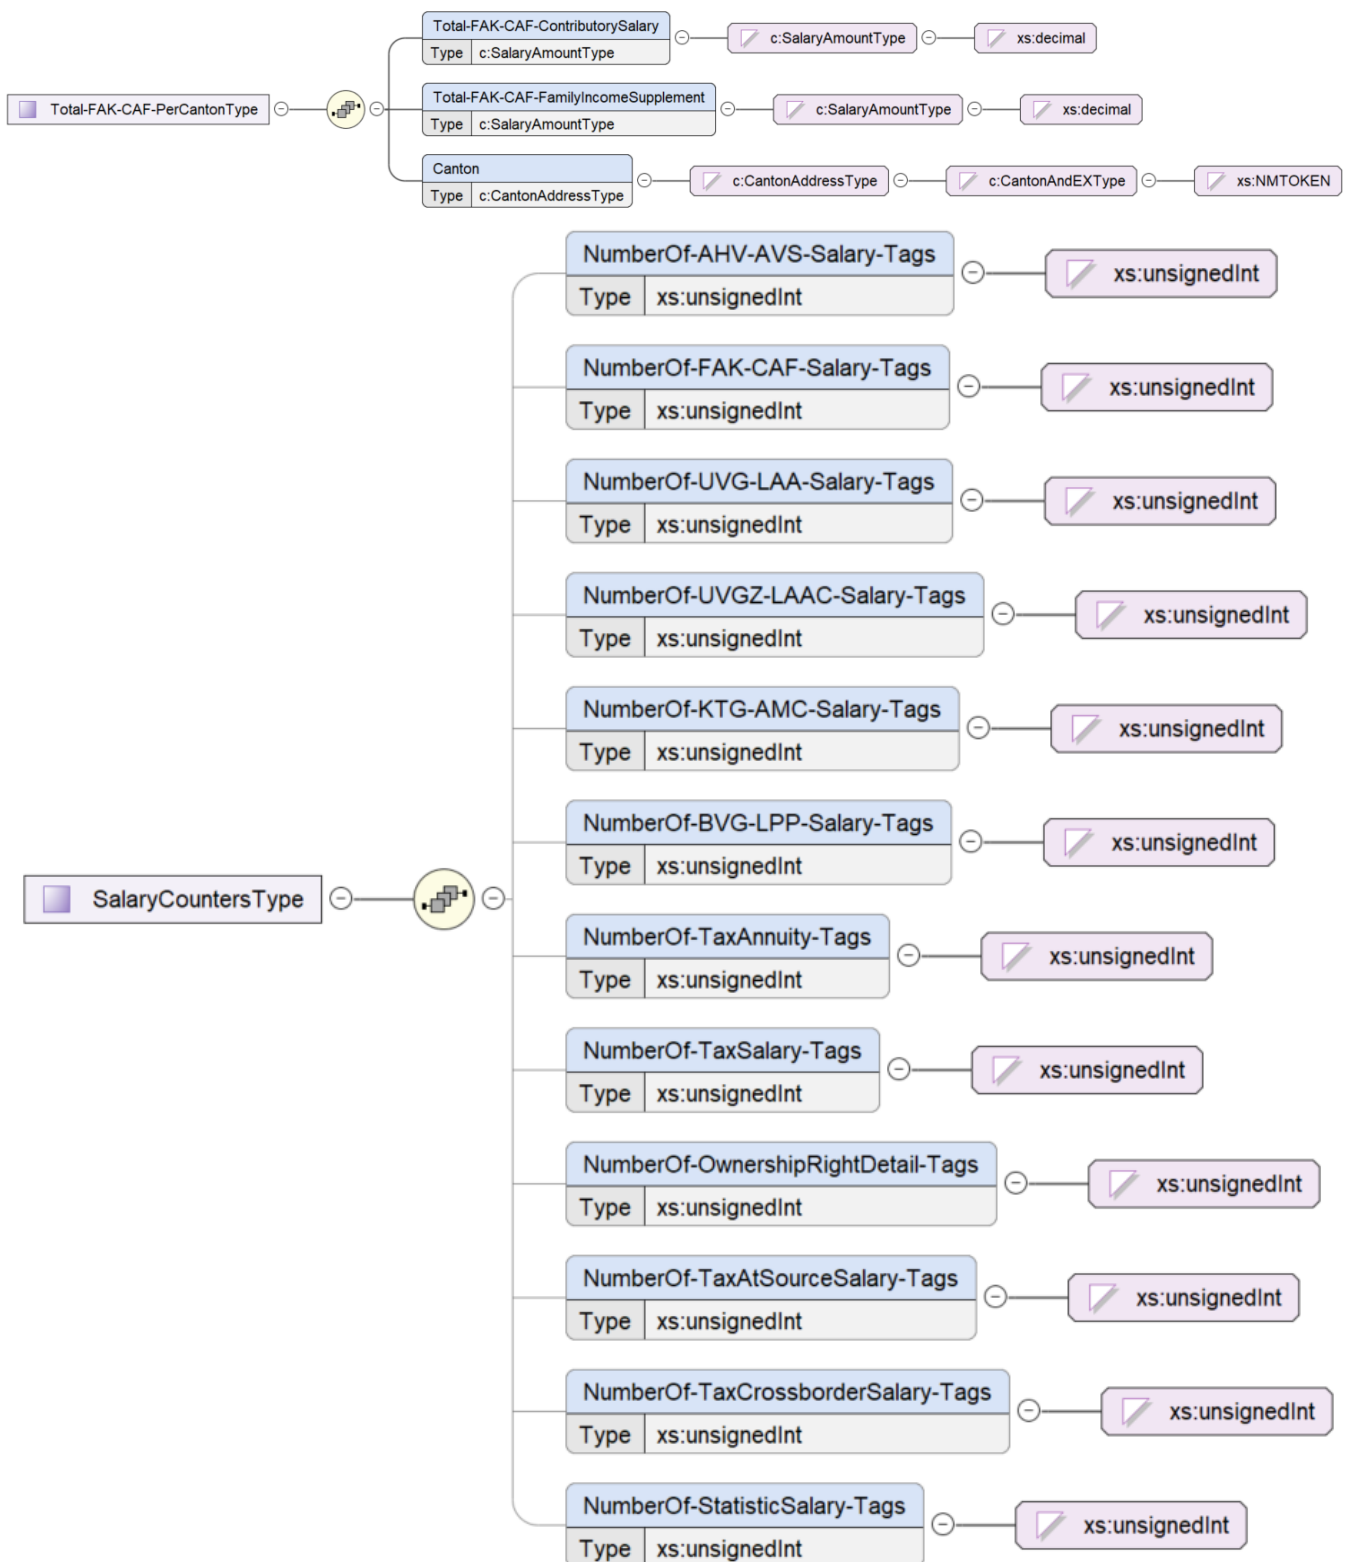 Total-FAK-CAF-PerCantonType
Total-FAK-CAF-ContributorySalary
Type c:SalaryAmountType
c:SalaryAmountType
xs:decimal
Total-FAK-CAF-FamilyIncomeSupplement
Type c:SalaryAmountType
c:SalaryAmountType
xs:decimal
Canton
Type c:CantonAddressType
c:CantonAddressType
c:CantonAndEXType
xs:NMTOKEN
SalaryCountersType
NumberOf-AHV-AVS-Salary-Tags
Type xs:unsignedInt
xs:unsignedInt
NumberOf-FAK-CAF-Salary-Tags
Type xs:unsignedInt
xs:unsignedInt
NumberOf-UVG-LAA-Salary-Tags
Type xs:unsignedInt
xs:unsignedInt
NumberOf-UVGZ-LAAC-Salary-Tags
Type xs:unsignedInt
xs:unsignedInt
NumberOf-KTG-AMC-Salary-Tags
Type xs:unsignedInt
xs:unsignedInt
NumberOf-BVG-LPP-Salary-Tags
Type xs:unsignedInt
xs:unsignedInt
NumberOf-TaxAnnuity-Tags
Type xs:unsignedInt
xs:unsignedInt
NumberOf-TaxSalary-Tags
Type xs:unsignedInt
xs:unsignedInt
NumberOf-OwnershipRightDetail-Tags
Type xs:unsignedInt
xs:unsignedInt
NumberOf-TaxAtSourceSalary-Tags
Type xs:unsignedInt
xs:unsignedInt
NumberOf-TaxCrossborderSalary-Tags
Type xs:unsignedInt
xs:unsignedInt
NumberOf-StatisticSalary-Tags
Type xs:unsignedInt
xs:unsignedInt